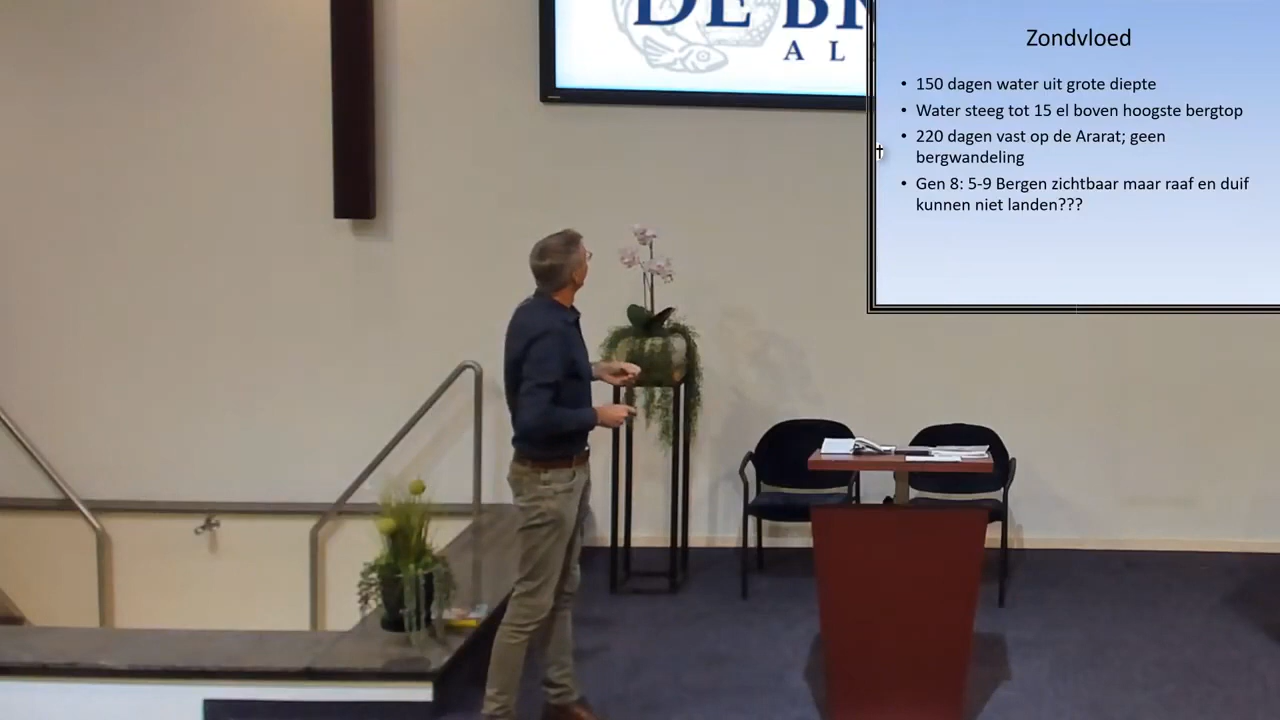 DE
A L
Zondvloed
• 150 dagen water uit grote diepte
• Water steeg tot 15 el boven hoogste bergtop
• 220 dagen vast op de Ararat; geen
bergwandeling
• Gen 8: 5-9 Bergen zichtbaar maar raaf en duif
kunnen niet landen???